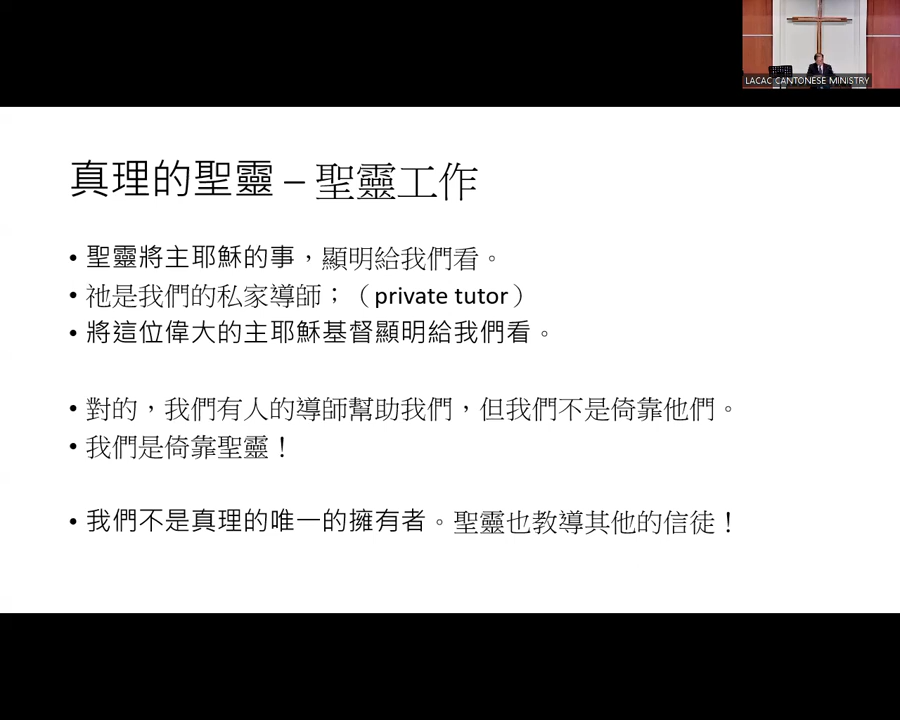 LACAC CANTONESE MINISTRY
真理的聖靈 – 聖靈工作
• 聖靈將主耶穌的事，顯明給我們看。
• 祂是我們的私家導師；（private tutor）
• 將這位偉大的主耶穌基督顯明給我們看。
• 對的，我們有人的導師幫助我們，但我們不是倚靠他們。
• 我們是倚靠聖靈！
• 我們不是真理的唯一的擁有者。聖靈也教導其他的信徒！